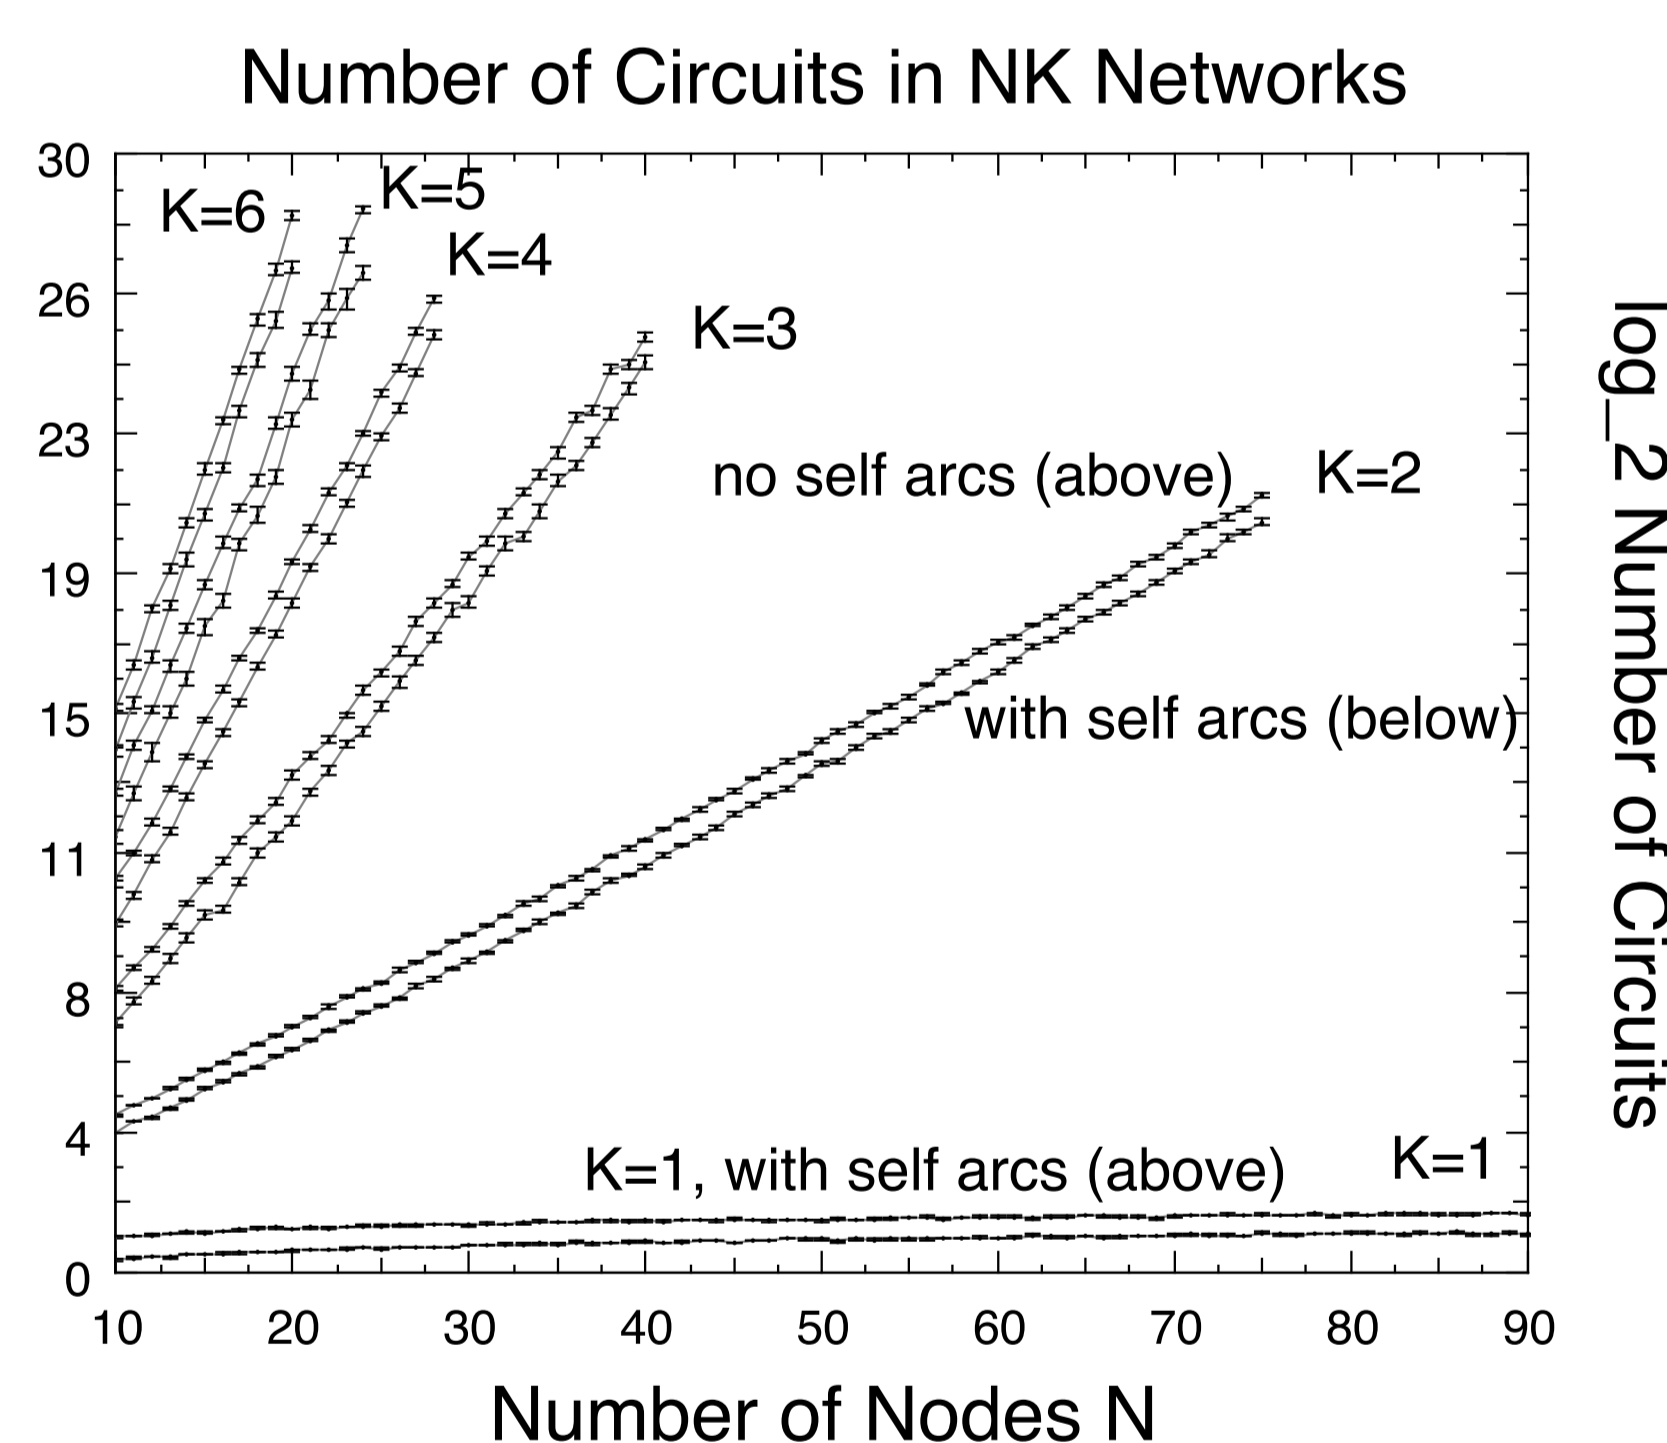 Number of Circuits in NK Networks
30
26
23
19
15
11
8
4
0
K=6
K=5
K=4
K=3
no self arcs (above)
K=2
with self arcs (below)
K=1, with self arcs (above)
K=1
10 20 30 40 50 60 70 80 90
Number of Nodes N
log_2 Number of Circuits